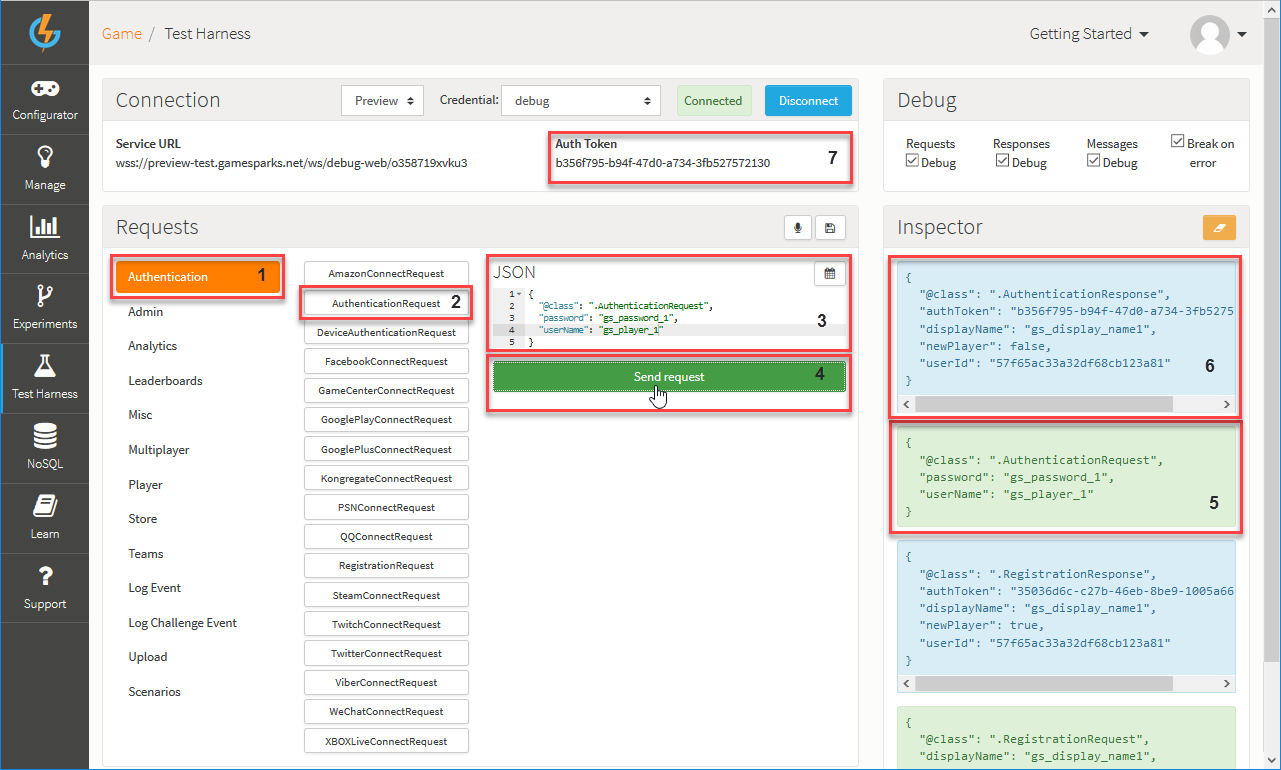 Game / Test Harness
Getting Started
Configurator
Manage
Analytics
Experiments
Test Harness
NoSQL
Learn
Support
Connection
Preview
Credential:
debug
Connected
Disconnect
Service URL
wss://preview-test.gamesparks.net/ws/debug-web/o358719xvku3
Auth Token
b356f795-b94f-47d0-a734-3fb527572130
7
Debug
Requests
Debug
Responses
Debug
Messages
Debug
Break on
error
Requests
Authentication 1
Admin
Analytics
Leaderboards
Misc
Multiplayer
Player
Store
Teams
Log Event
Log Challenge Event
Upload
Scenarios
AmazonConnectRequest
AuthenticationRequest 2
DeviceAuthenticationRequest
FacebookConnectRequest
GameCenterConnectRequest
GooglePlayConnectRequest
GooglePlusConnectRequest
KongregateConnectRequest
PSNConnectRequest
QQConnectRequest
RegistrationRequest
SteamConnectRequest
TwitchConnectRequest
TwitterConnectRequest
ViberConnectRequest
WeChatConnectRequest
XBOXLiveConnectRequest
JSON
1 {
2 "@class": ".AuthenticationRequest",
3 "password": "gs_password_1",
4 "userName": "gs_player_1"
5 }
3
Send request 4
Inspector
{
"@class": ".AuthenticationResponse",
"authToken": "b356f795-b94f-47d0-a734-3fb5275
"displayName": "gs_display_name1",
"newPlayer": false,
"userId": "57f65ac33a32df68cb123a81"
}
6
{
"@class": ".AuthenticationRequest",
"password": "gs_password_1",
"userName": "gs_player_1"
}
5
{
"@class": ".RegistrationResponse",
"authToken": "35036d6c-c27b-46eb-8be9-1005a66
"displayName": "gs_display_name1",
"newPlayer": true,
"userId": "57f65ac33a32df68cb123a81"
}
{
"@class": ".RegistrationRequest",
"displayName": "gs_display_name1",